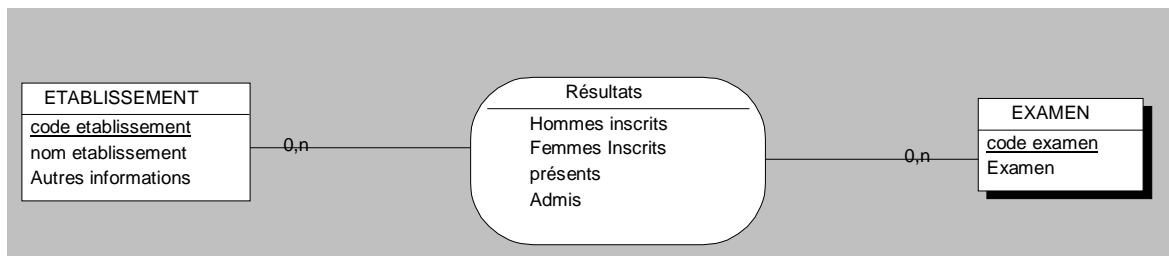 ETABLISSEMENT
code etablissement
nom etablissement
Autres informations
0,n
Résultats
Hommes inscrits
Femmes Inscrits
présents
Admis
0,n
EXAMEN
code examen
Examen